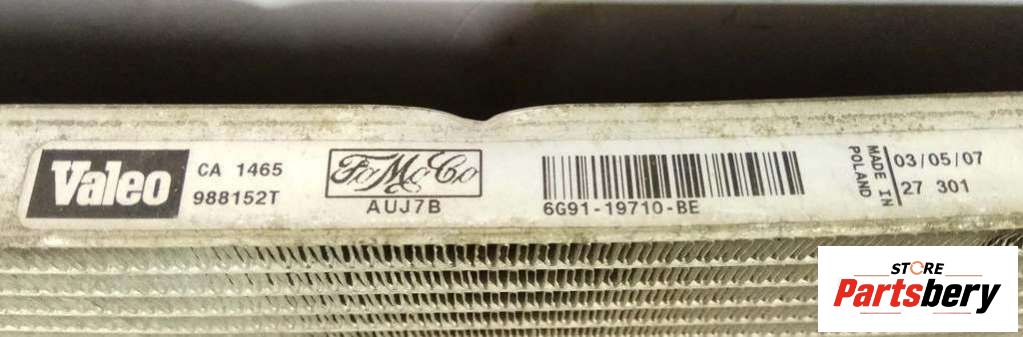 Valeo
CA 1465
988152T
FoMoCo
AUJ7B
6G91-19710-BE
MADE IN
POLAND
03/05/07
27 301
STORE
Partsbery